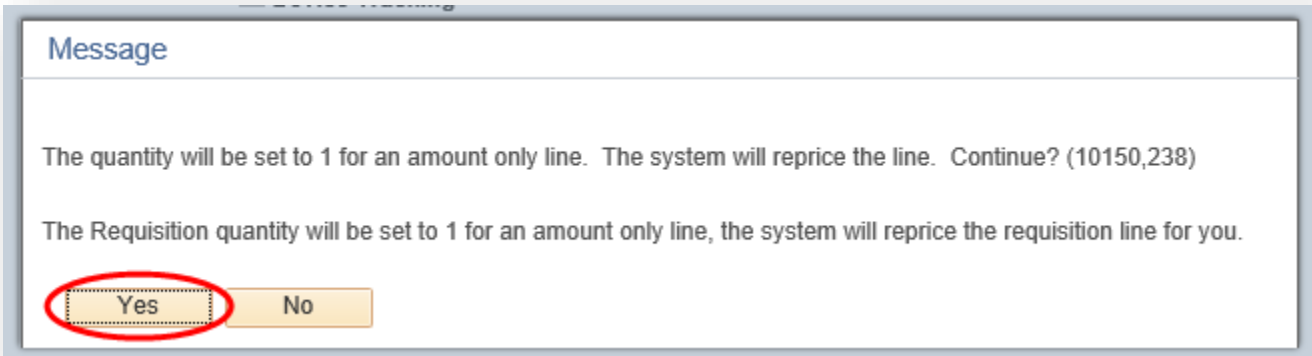 Message
The quantity will be set to 1 for an amount only line.  The system will reprice the line.  Continue? (10150,238)
The Requisition quantity will be set to 1 for an amount only line, the system will reprice the requisition line for you.
Yes No